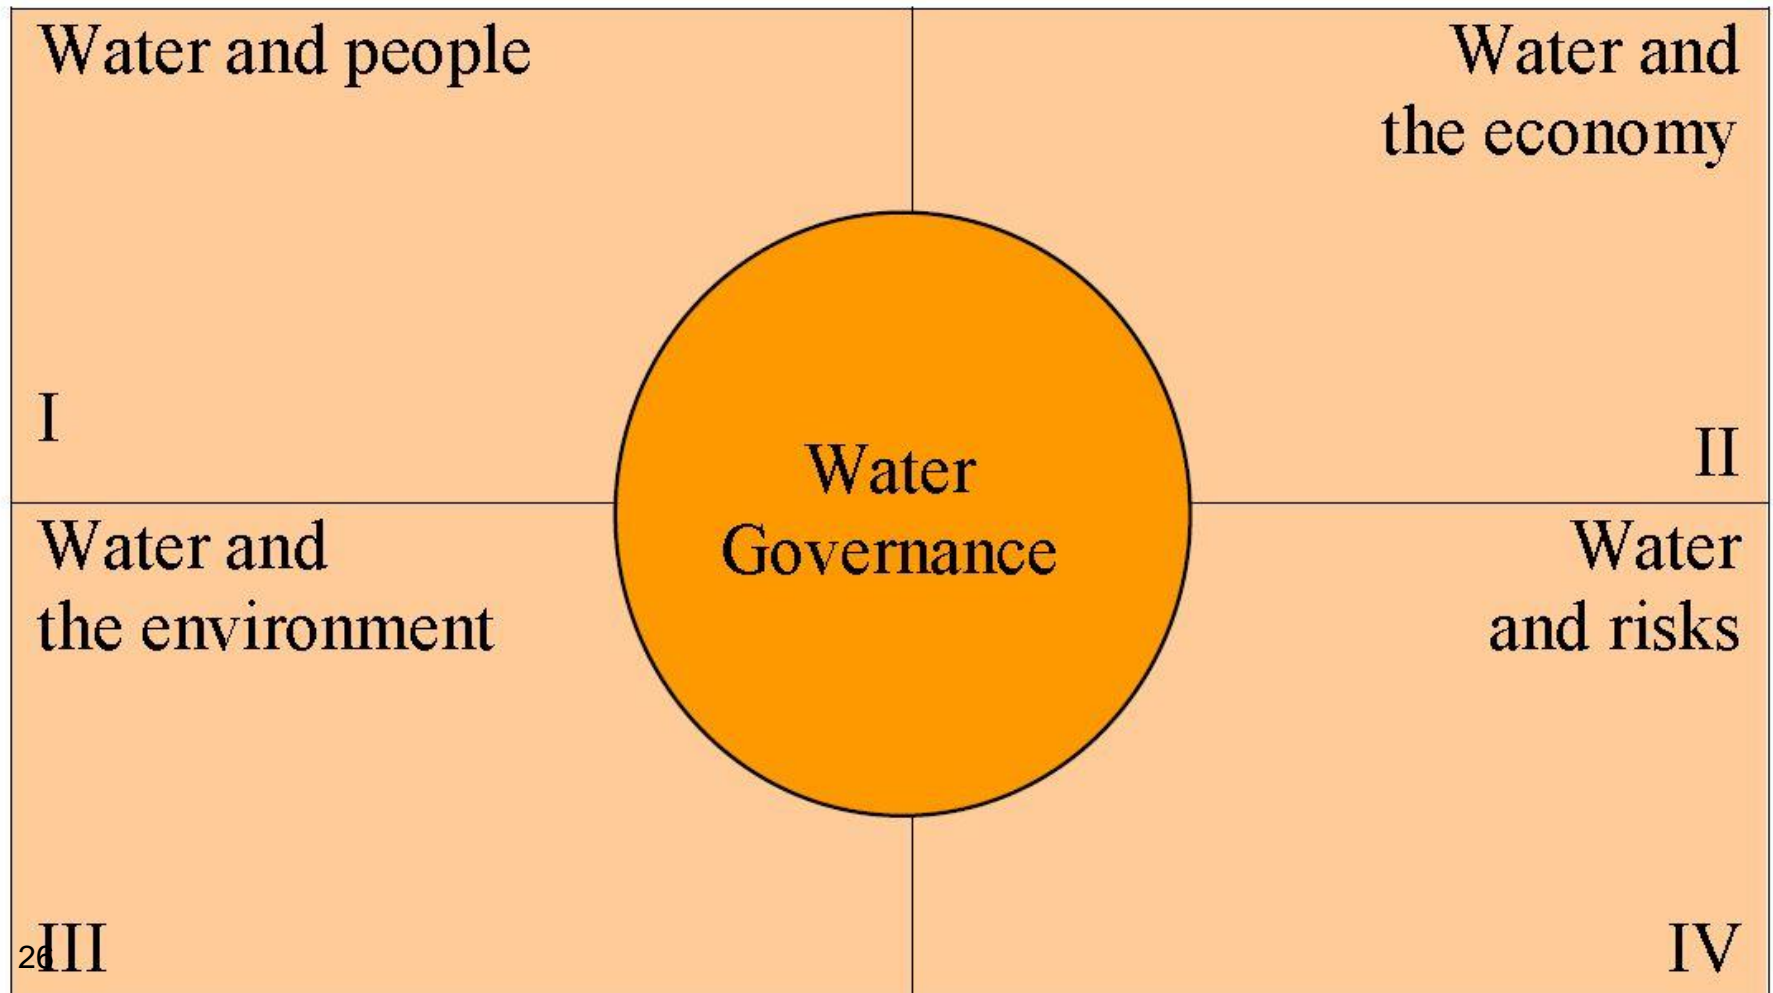 Water and people
I
Water and
the economy
II
Water
Governance
Water and
the environment
III
26
Water
and risks
IV